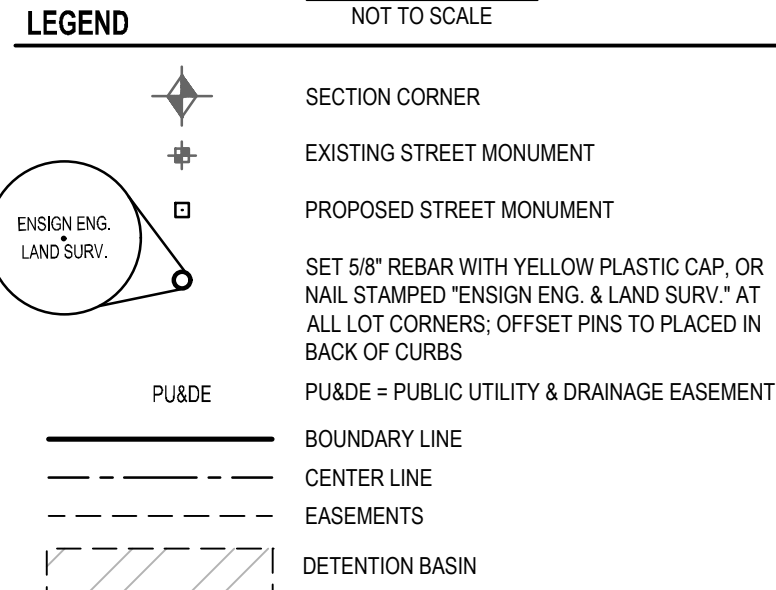 NOT TO SCALE
LEGEND
SECTION CORNER
EXISTING STREET MONUMENT
PROPOSED STREET MONUMENT
ENSIGN ENG.
LAND SURV.
SET 5/8" REBAR WITH YELLOW PLASTIC CAP, OR
NAIL STAMPED "ENSIGN ENG. & LAND SURV." AT
ALL LOT CORNERS; OFFSET PINS TO PLACED IN
BACK OF CURBS
PU&DE PU&DE = PUBLIC UTILITY & DRAINAGE EASEMENT
BOUNDARY LINE
CENTER LINE
EASEMENTS
DETENTION BASIN